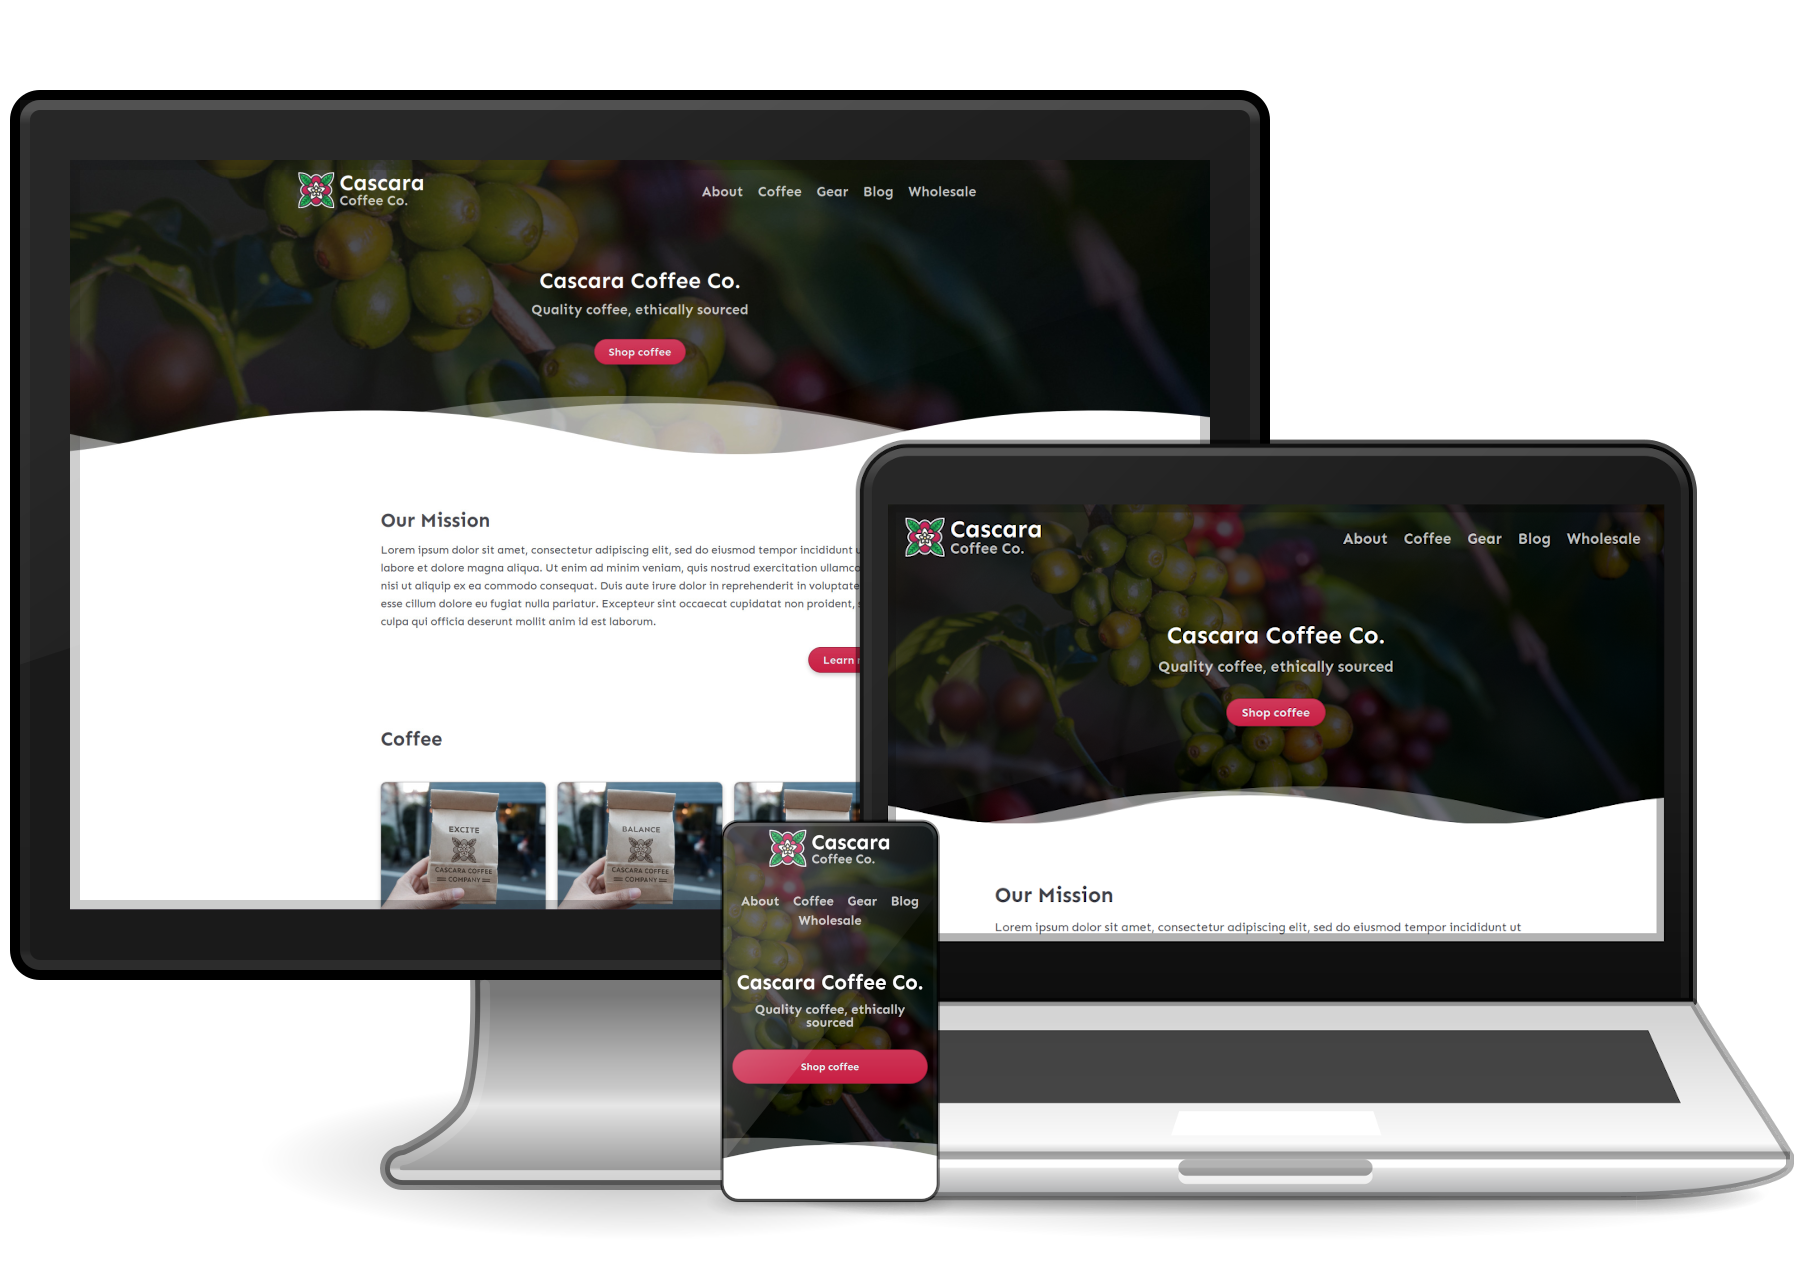 Cascara
Coffee Co.
About Coffee Gear Blog Wholesale
Cascara Coffee Co.
Quality coffee, ethically sourced
Shop coffee
Our Mission
Lorem ipsum dolor sit amet, consectetur adipiscing elit, sed do eiusmod tempor incididunt
labore et dolore magna aliqua. Ut enim ad minim veniam, quis nostrud exercitation
nisi ut aliquip ex ea commodo consequat. Duis aute irure dolor in reprehenderit in voluptate
esse cillum dolore eu fugiat nulla pariatur. Excepteur sint occaecat cupidatat non proident,
culpa qui officia deserunt mollit anim id est laborum.
Learn
Coffee
EXCITE
CASCARA COFFEE
COMPANY
BALANCE
CASCARA COFFEE
COMPANY
Cascara
Coffee Co.
About Coffee Gear Blog Wholesale
Cascara Coffee Co.
Quality coffee, ethically sourced
Shop coffee
Our Mission
Lorem ipsum dolor sit amet, consectetur adipiscing elit, sed do eiusmod tempor incididunt ut
Cascara
Coffee Co.
About Coffee Gear Blog
Wholesale
Cascara Coffee Co.
Quality coffee, ethically
sourced
Shop coffee